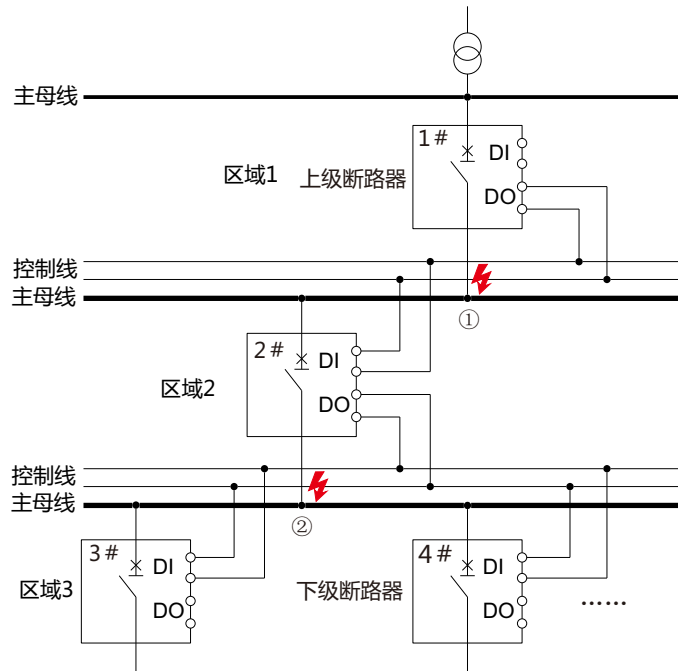 主母线
1#
DI
区域1
上级断路器
DO
控制线
主母线
①
2#
DI
区域2
DO
控制线
主母线
②
3#
DI
4#
DI
区域3
DO
下级断路器
DO
……